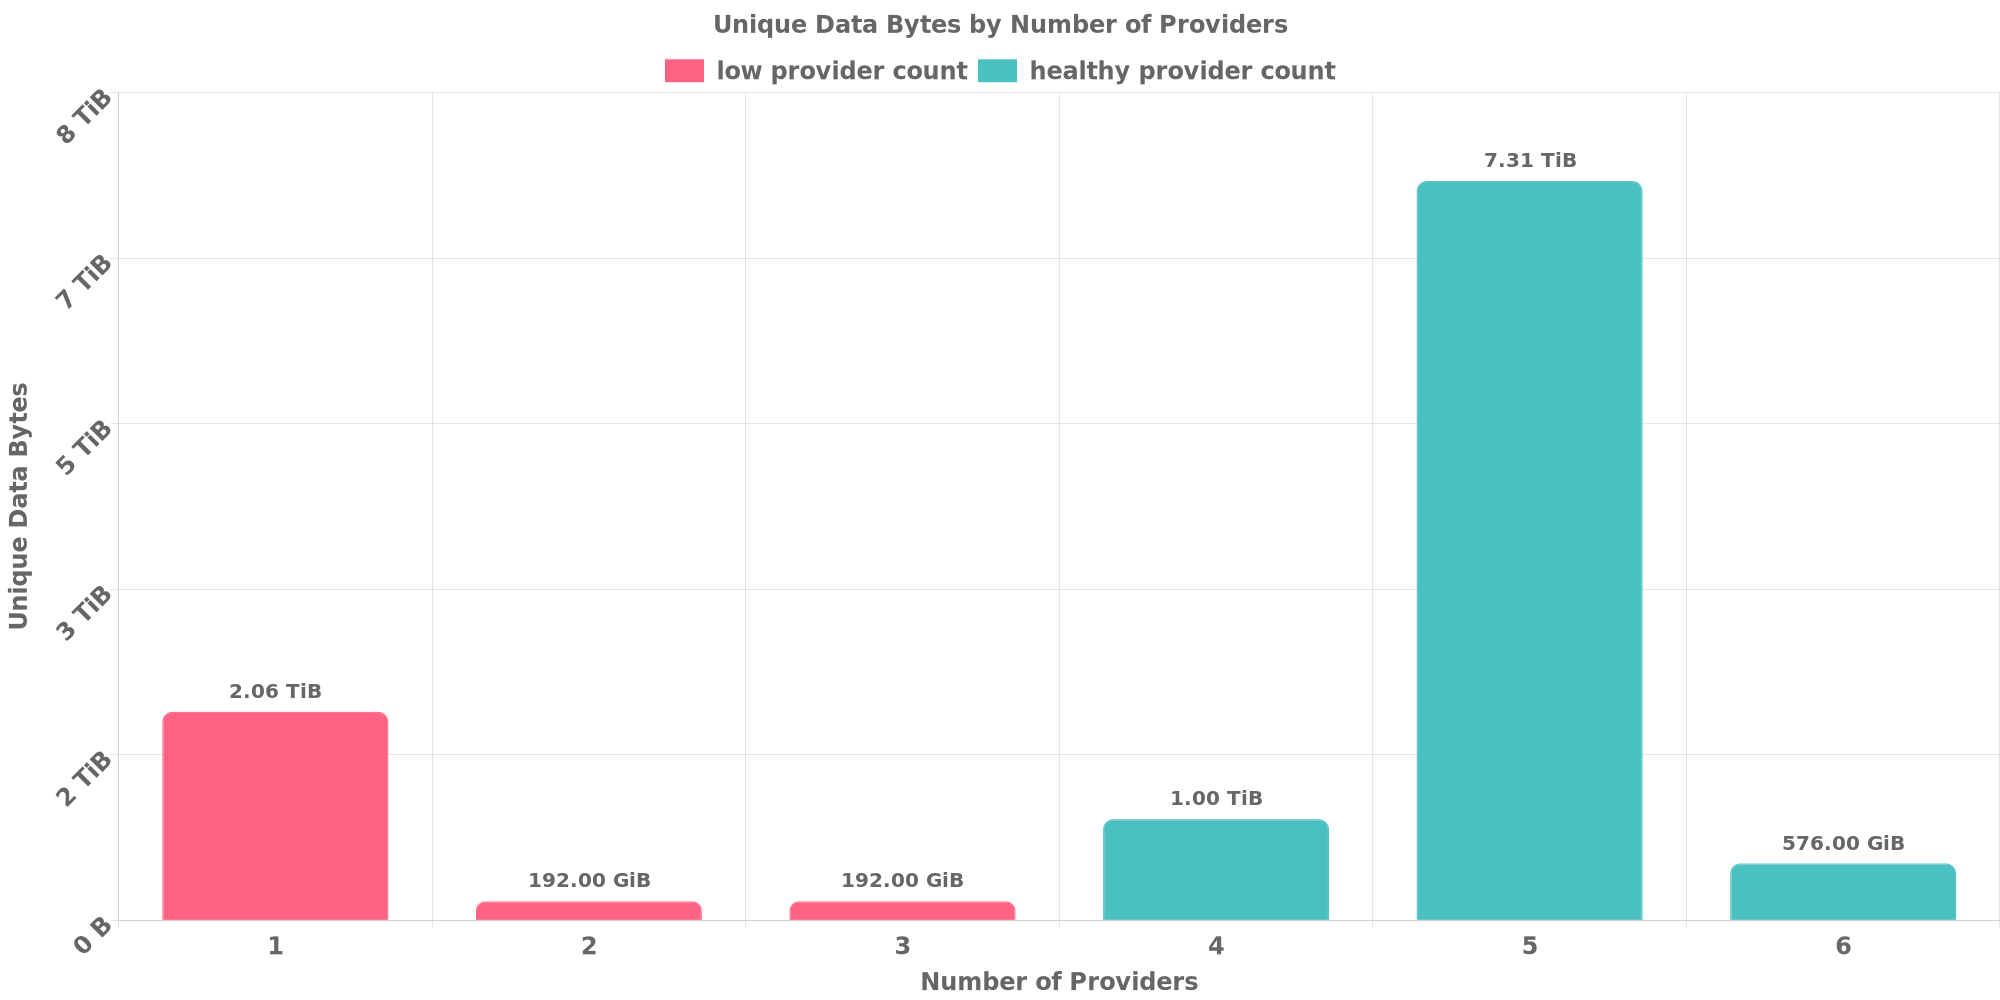 Unique Data Bytes by Number of Providers
low provider count
healthy provider count
8 TiB
7 TiB
5 TiB
3 TiB
2 TiB
0 B
Unique Data Bytes
2.06 TiB
192.00 GiB
192.00 GiB
1.00 TiB
7.31 TiB
576.00 GiB
1
2
3
4
5
6
Number of Providers